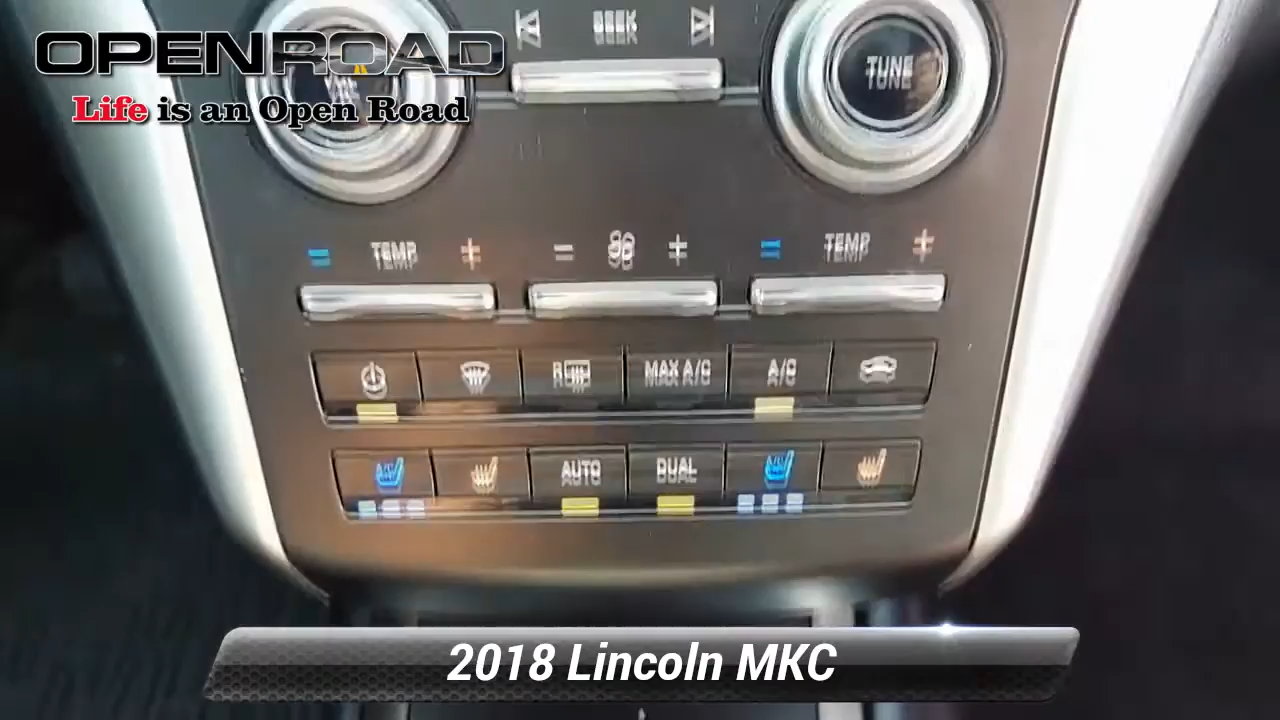 OPENROAD
Life is an Open Road
SEEK
TUNE
TEMP
TEMP
R
MAX A/C
A/C
A/C
AUTO
DUAL
2018 Lincoln MKC